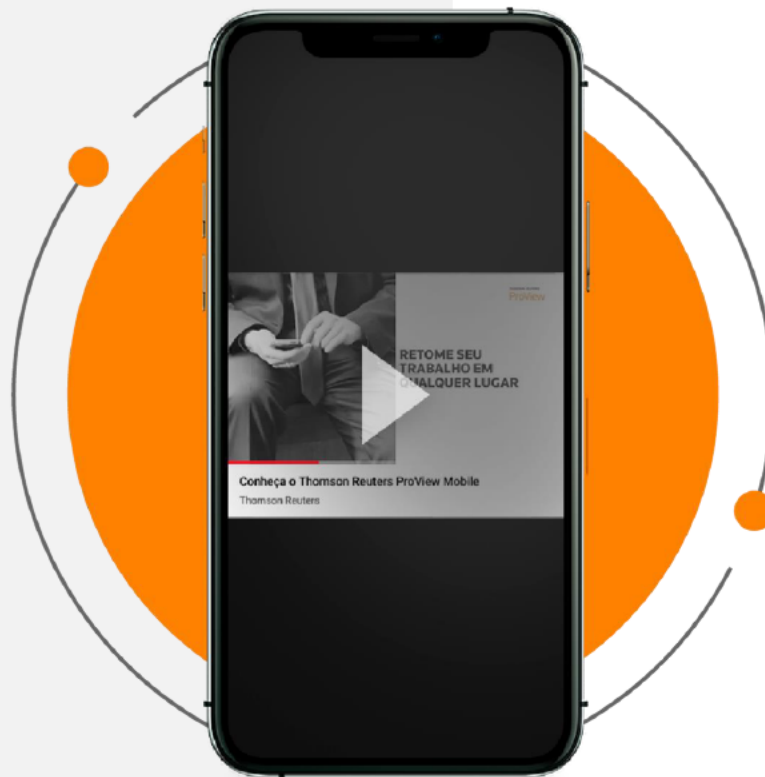 ProView
RETOME SEU
TRABALHO EM
QUALQUER LUGAR
Conheça o Thomson Reuters ProView Mobile
Thomson Reuters